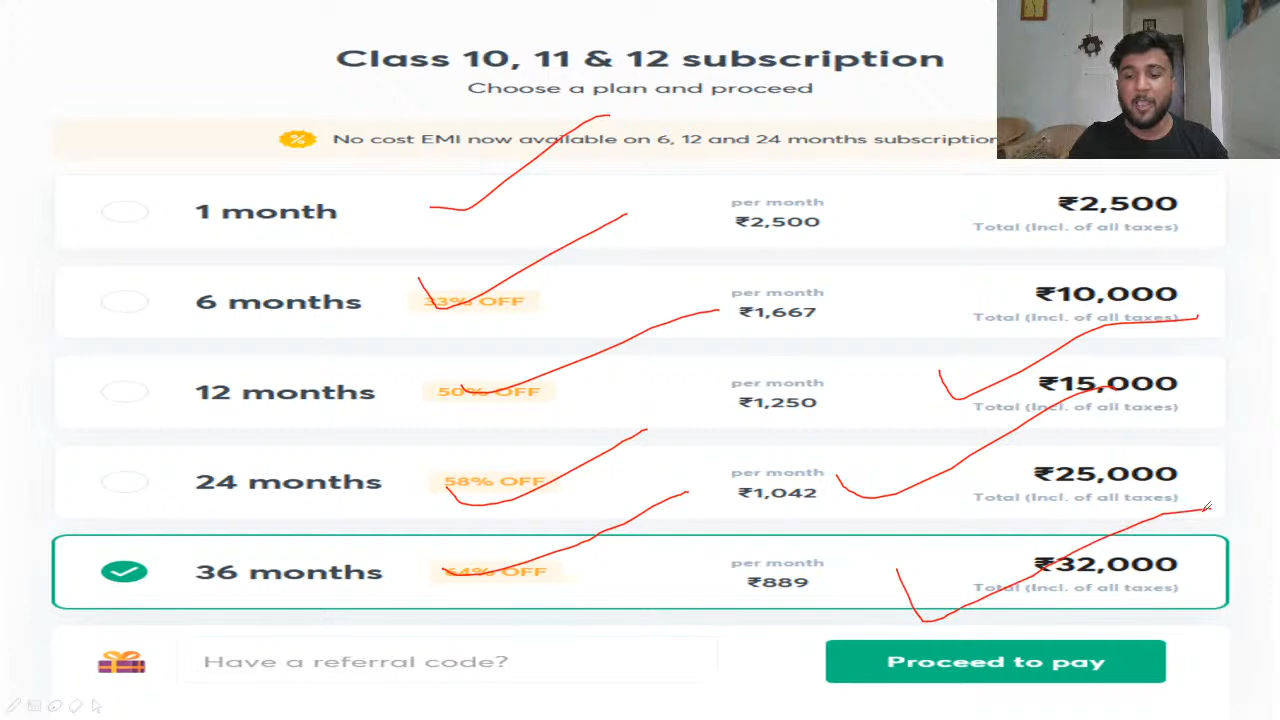 Class 10, 11 & 12 subscription
Choose a plan and proceed
No cost EMI now available on 6, 12 and 24 months subscription
1 month
per month
₹2,500
₹2,500
Total (Incl. of all taxes)
6 months
33% OFF
per month
₹1,667
₹10,000
Total (Incl. of all taxes)
12 months
50% OFF
per month
₹1,250
₹15,000
Total (Incl. of all taxes)
24 months
58% OFF
per month
₹1,042
₹25,000
Total (Incl. of all taxes)
36 months
64% OFF
per month
₹889
₹32,000
Total (Incl. of all taxes)
Have a referral code?
Proceed to pay